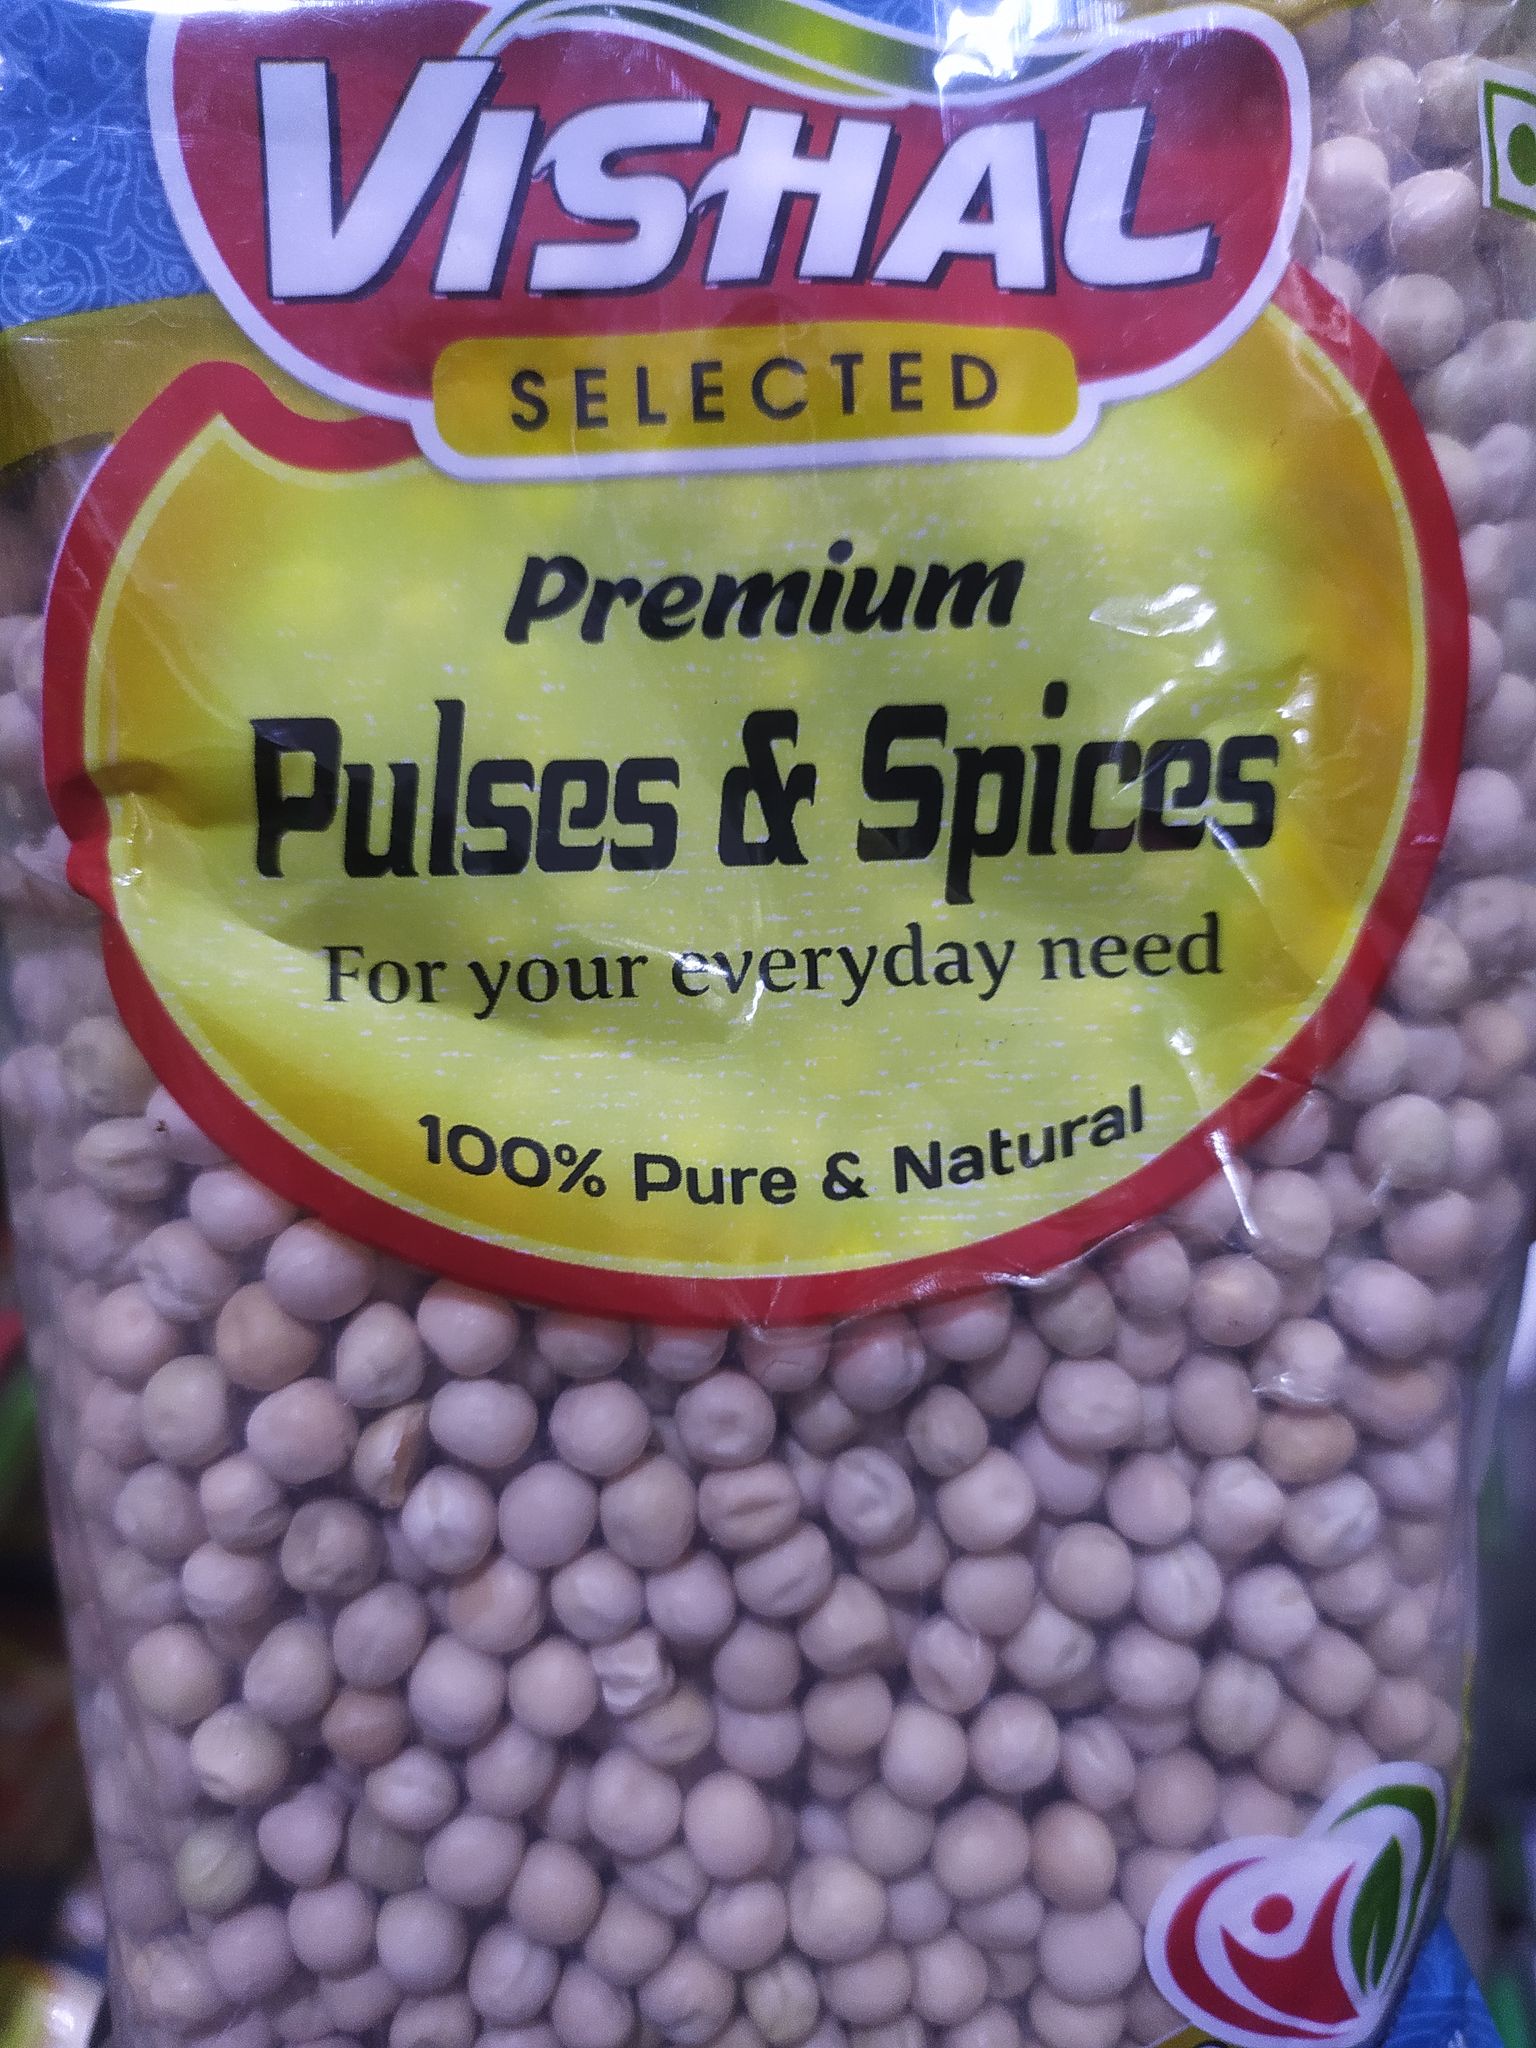 VISHAL
SELECTED
Premium
Pulses & Spices
For your everyday need
100% Pure & Natural